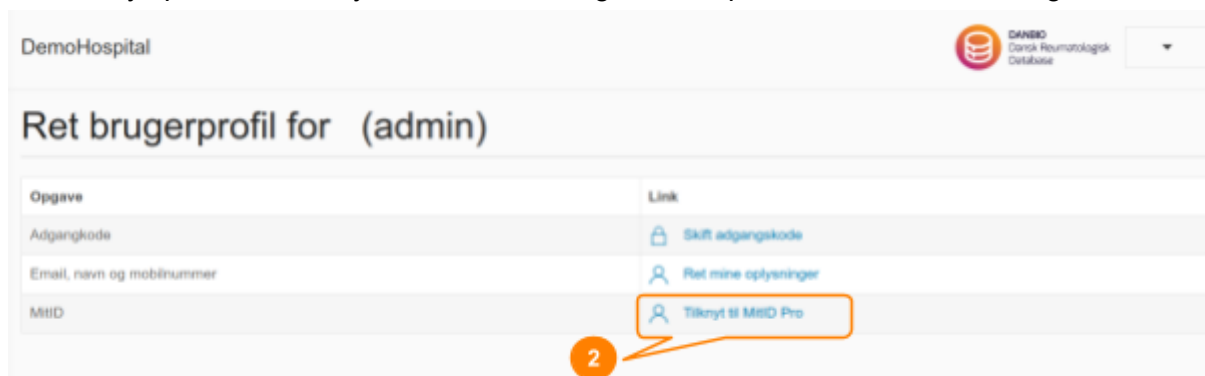 DemoHospital
DANBIO
Dansk Reumatologisk
Database
Ret brugerprofil for (admin)
Opgave Link
Adgangkode Skift adgangskode
Email, navn og mobilnummer Ret mine oplysninger
MitID Tilknyt til MitID Pro
2